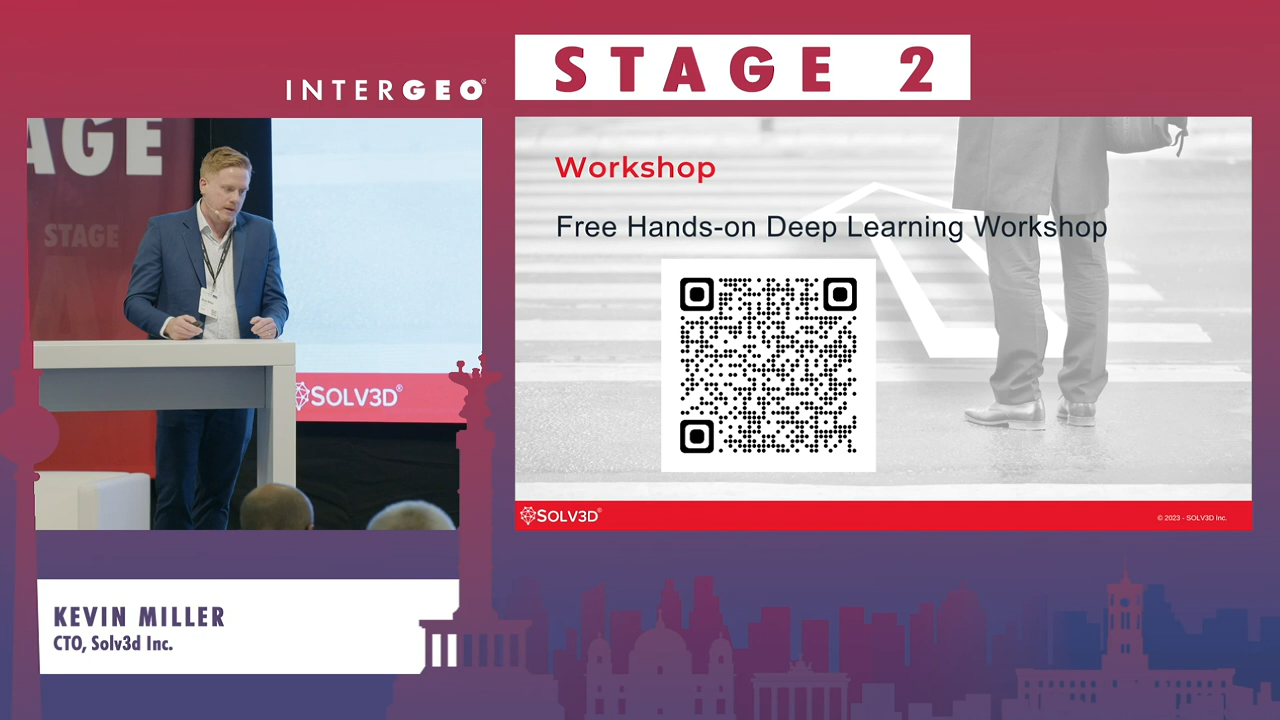 STAGE 2
INTERGEO®
AGE
STAGE
SOLV3D®
Workshop
Free Hands-on Deep Learning Workshop
SOLV3D®
© 2023 - SOLV3D Inc.
KEVIN MILLER
CTO, Solv3d Inc.